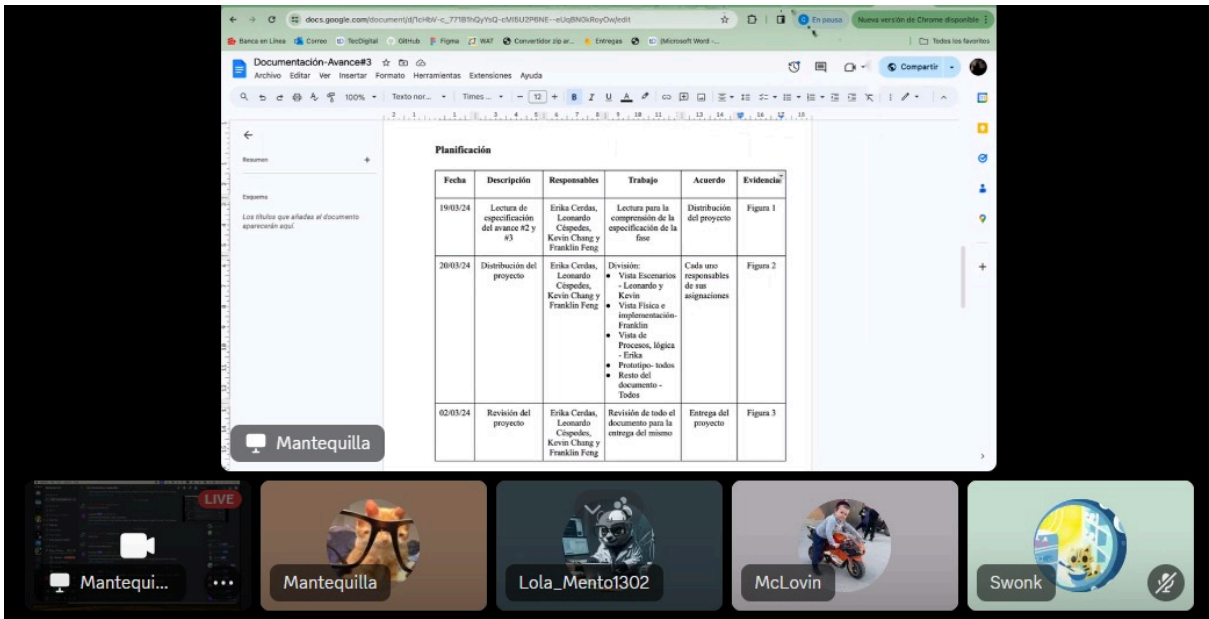 docs.google.com/document/d/1cHbV-c_771B1hQyYsQ-cMI5U2P6NE--eUqBN0kRoyOw/edit
En pausa
Nueva versión de Chrome disponible
Banca en Línea Correo TecDigital GitHub Figma WAT Convertidor zip ar... Entregas (Microsoft Word -... Todos los favoritos
Documentación-Avance#3
Archivo Editar Ver Insertar Formato Herramientas Extensiones Ayuda
Compartir
100% Texto nor... Times ... - 12 + B I U A
Resumen +
Esquema
Los títulos que añadas al documento
aparecerán aquí.
Planificación
Fecha Descripción Responsables Trabajo Acuerdo Evidencia
19/03/24
Lectura de
especificación
del avance #2 y
#3
Erika Cerdas,
Leonardo
Céspedes,
Kevin Chang y
Franklin Feng
Lectura para la
comprensión de la
especificación de la
fase
Distribución
del proyecto
Figura 1
20/03/24
Distribución del
proyecto
Erika Cerdas,
Leonardo
Céspedes,
Kevin Chang y
Franklin Feng
División:
● Vista Escenarios
- Leonardo y
Kevin
● Vista Física e
implementación-
Franklin
● Vista de
Procesos, lógica
- Erika
● Prototipo- todos
● Resto del
documento -
Todos
Cada uno
responsables
de sus
asignaciones
Figura 2
02/03/24
Revisión del
proyecto
Erika Cerdas,
Leonardo
Céspedes,
Kevin Chang y
Franklin Feng
Revisión de todo el
documento para la
entrega del mismo
Entrega del
proyecto
Figura 3
Mantequilla
LIVE
Mantequi...
Mantequilla
Lola_Mento1302
McLovin
Swonk